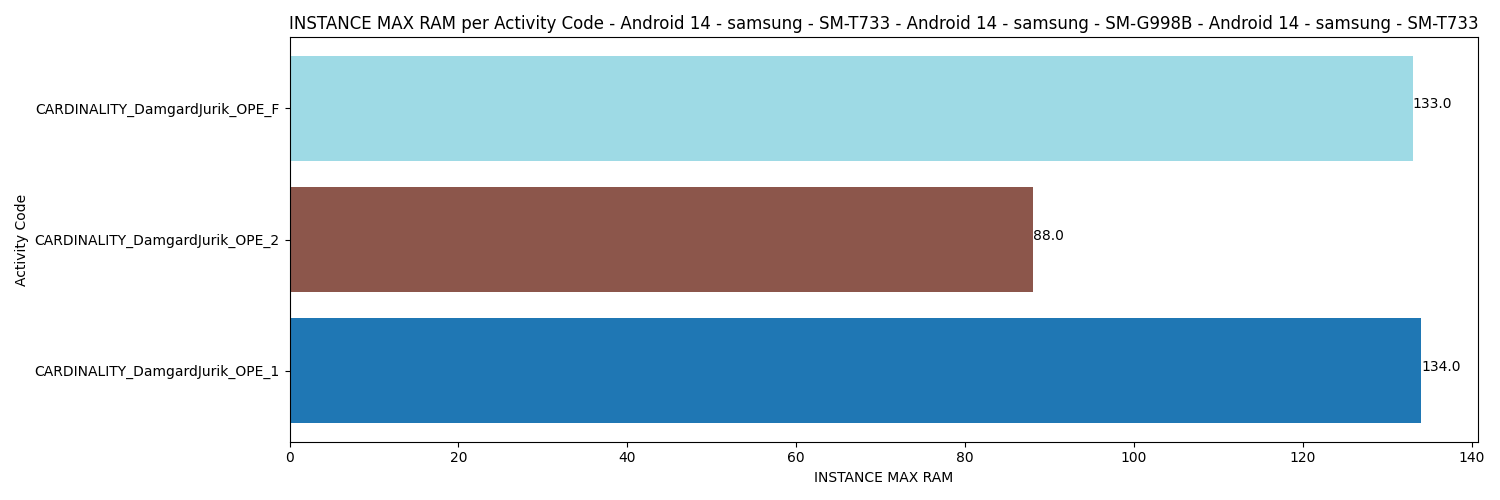 INSTANCE MAX RAM per Activity Code - Android 14 - samsung - SM-T733 - Android 14 - samsung - SM-G998B - Android 14 - samsung - SM-T733
CARDINALITY_DamgardJurik_OPE_F
133.0
CARDINALITY_DamgardJurik_OPE_2
88.0
CARDINALITY_DamgardJurik_OPE_1
134.0
Activity Code
0 20 40 60 80 100 120 140
INSTANCE MAX RAM